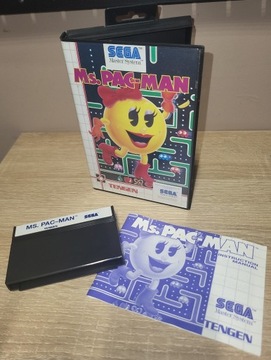 SEGA
Master System
Ms. PAC-MAN
TENGEN
SEGA
MS. PAC-MAN SEGA
Ms. PAC-MAN
INSTRUCTION
MANUAL
SEGA
TENGEN